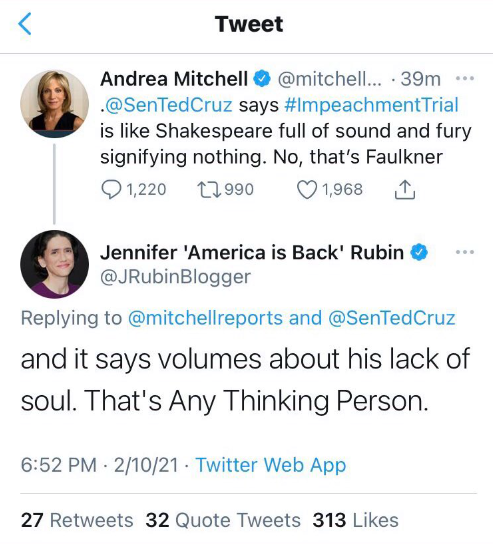 Tweet
Andrea Mitchell @mitchell... · 39m
.@SenTedCruz says #ImpeachmentTrial
is like Shakespeare full of sound and fury
signifying nothing. No, that's Faulkner
1,220 990 1,968
Jennifer 'America is Back' Rubin
@JRubinBlogger
Replying to @mitchellreports and @SenTedCruz
and it says volumes about his lack of
soul. That's Any Thinking Person.
6:52 PM · 2/10/21 · Twitter Web App
27 Retweets 32 Quote Tweets 313 Likes